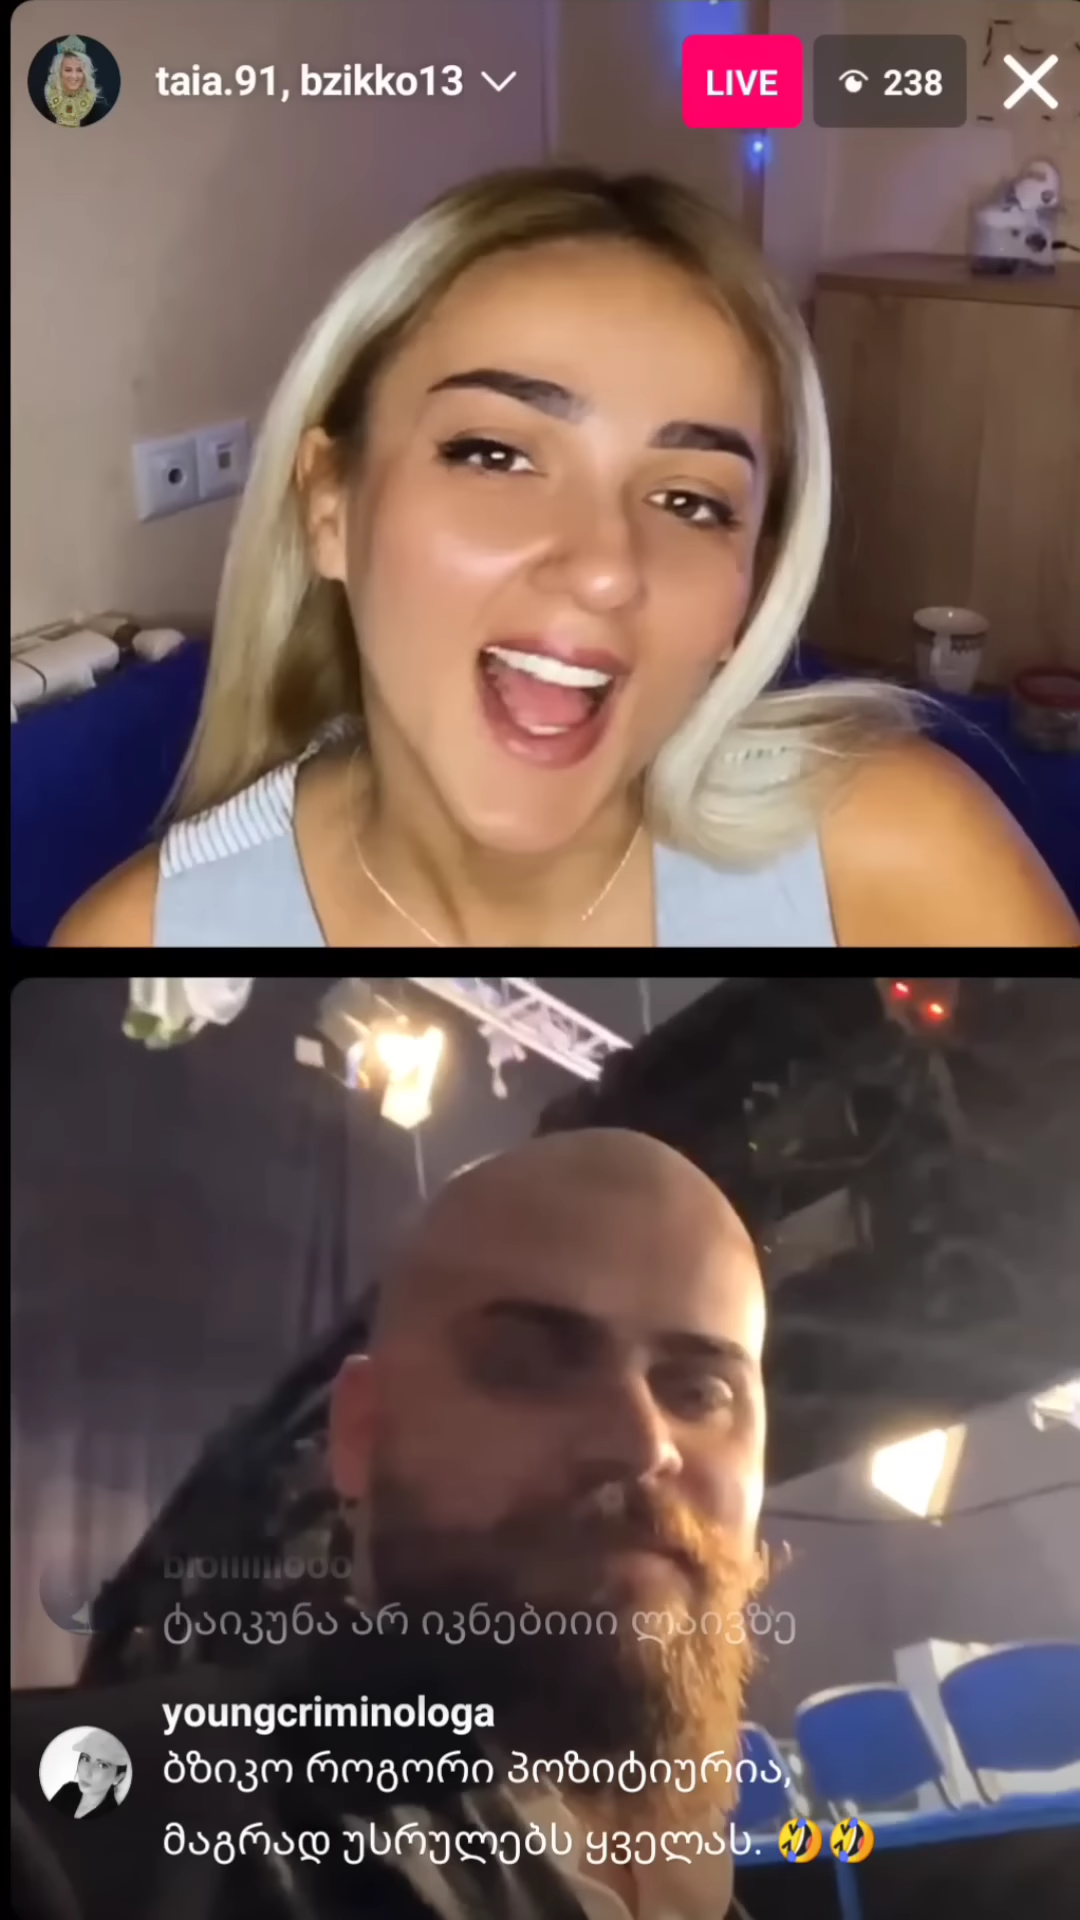 taia.91, bzikko13
LIVE
238
ტაიკუნა არ იკნებიიი ლაივზე
youngcriminologa
ბზიკო როგორი პოზიტიურია,
მაგრად უსრულებს ყველას. 🤣🤣